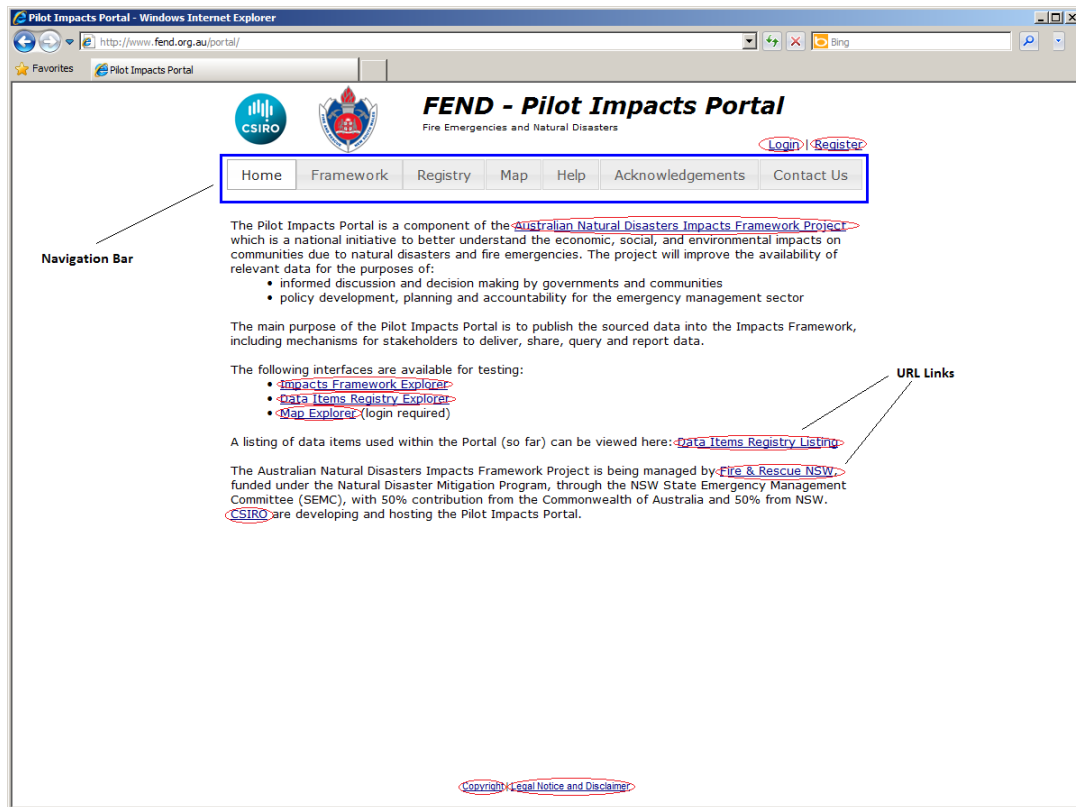 Pilot Impacts Portal - Windows Internet Explorer
http://www.fend.org.au/portal/
Bing
Favorites
Pilot Impacts Portal
CSIRO
FEND - Pilot Impacts Portal
Fire Emergencies and Natural Disasters
Login | Register
Home Framework Registry Map Help Acknowledgements Contact Us
Navigation Bar
The Pilot Impacts Portal is a component of the Australian Natural Disasters Impacts Framework Project
which is a national initiative to better understand the economic, social, and environmental impacts on
communities due to natural disasters and fire emergencies. The project will improve the availability of
relevant data for the purposes of:
• informed discussion and decision making by governments and communities
• policy development, planning and accountability for the emergency management sector
The main purpose of the Pilot Impacts Portal is to publish the sourced data into the Impacts Framework,
including mechanisms for stakeholders to deliver, share, query and report data.
The following interfaces are available for testing:
• Impacts Framework Explorer
• Data Items Registry Explorer
• Map Explorer (login required)
URL Links
A listing of data items used within the Portal (so far) can be viewed here: Data Items Registry Listing
The Australian Natural Disasters Impacts Framework Project is being managed by Fire & Rescue NSW,
funded under the Natural Disaster Mitigation Program, through the NSW State Emergency Management
Committee (SEMC), with 50% contribution from the Commonwealth of Australia and 50% from NSW.
CSIRO are developing and hosting the Pilot Impacts Portal.
Copyright | Legal Notice and Disclaimer